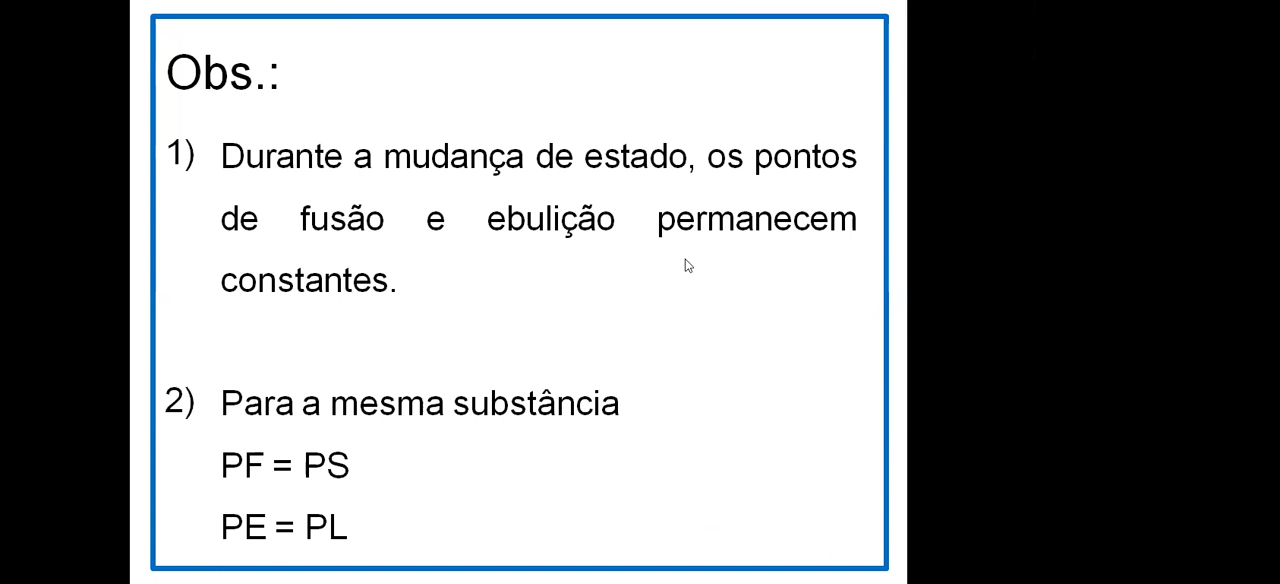 Obs.:
1) Durante a mudança de estado, os pontos
de fusão e ebulição permanecem
constantes.
2) Para a mesma substância
PF = PS
PE = PL